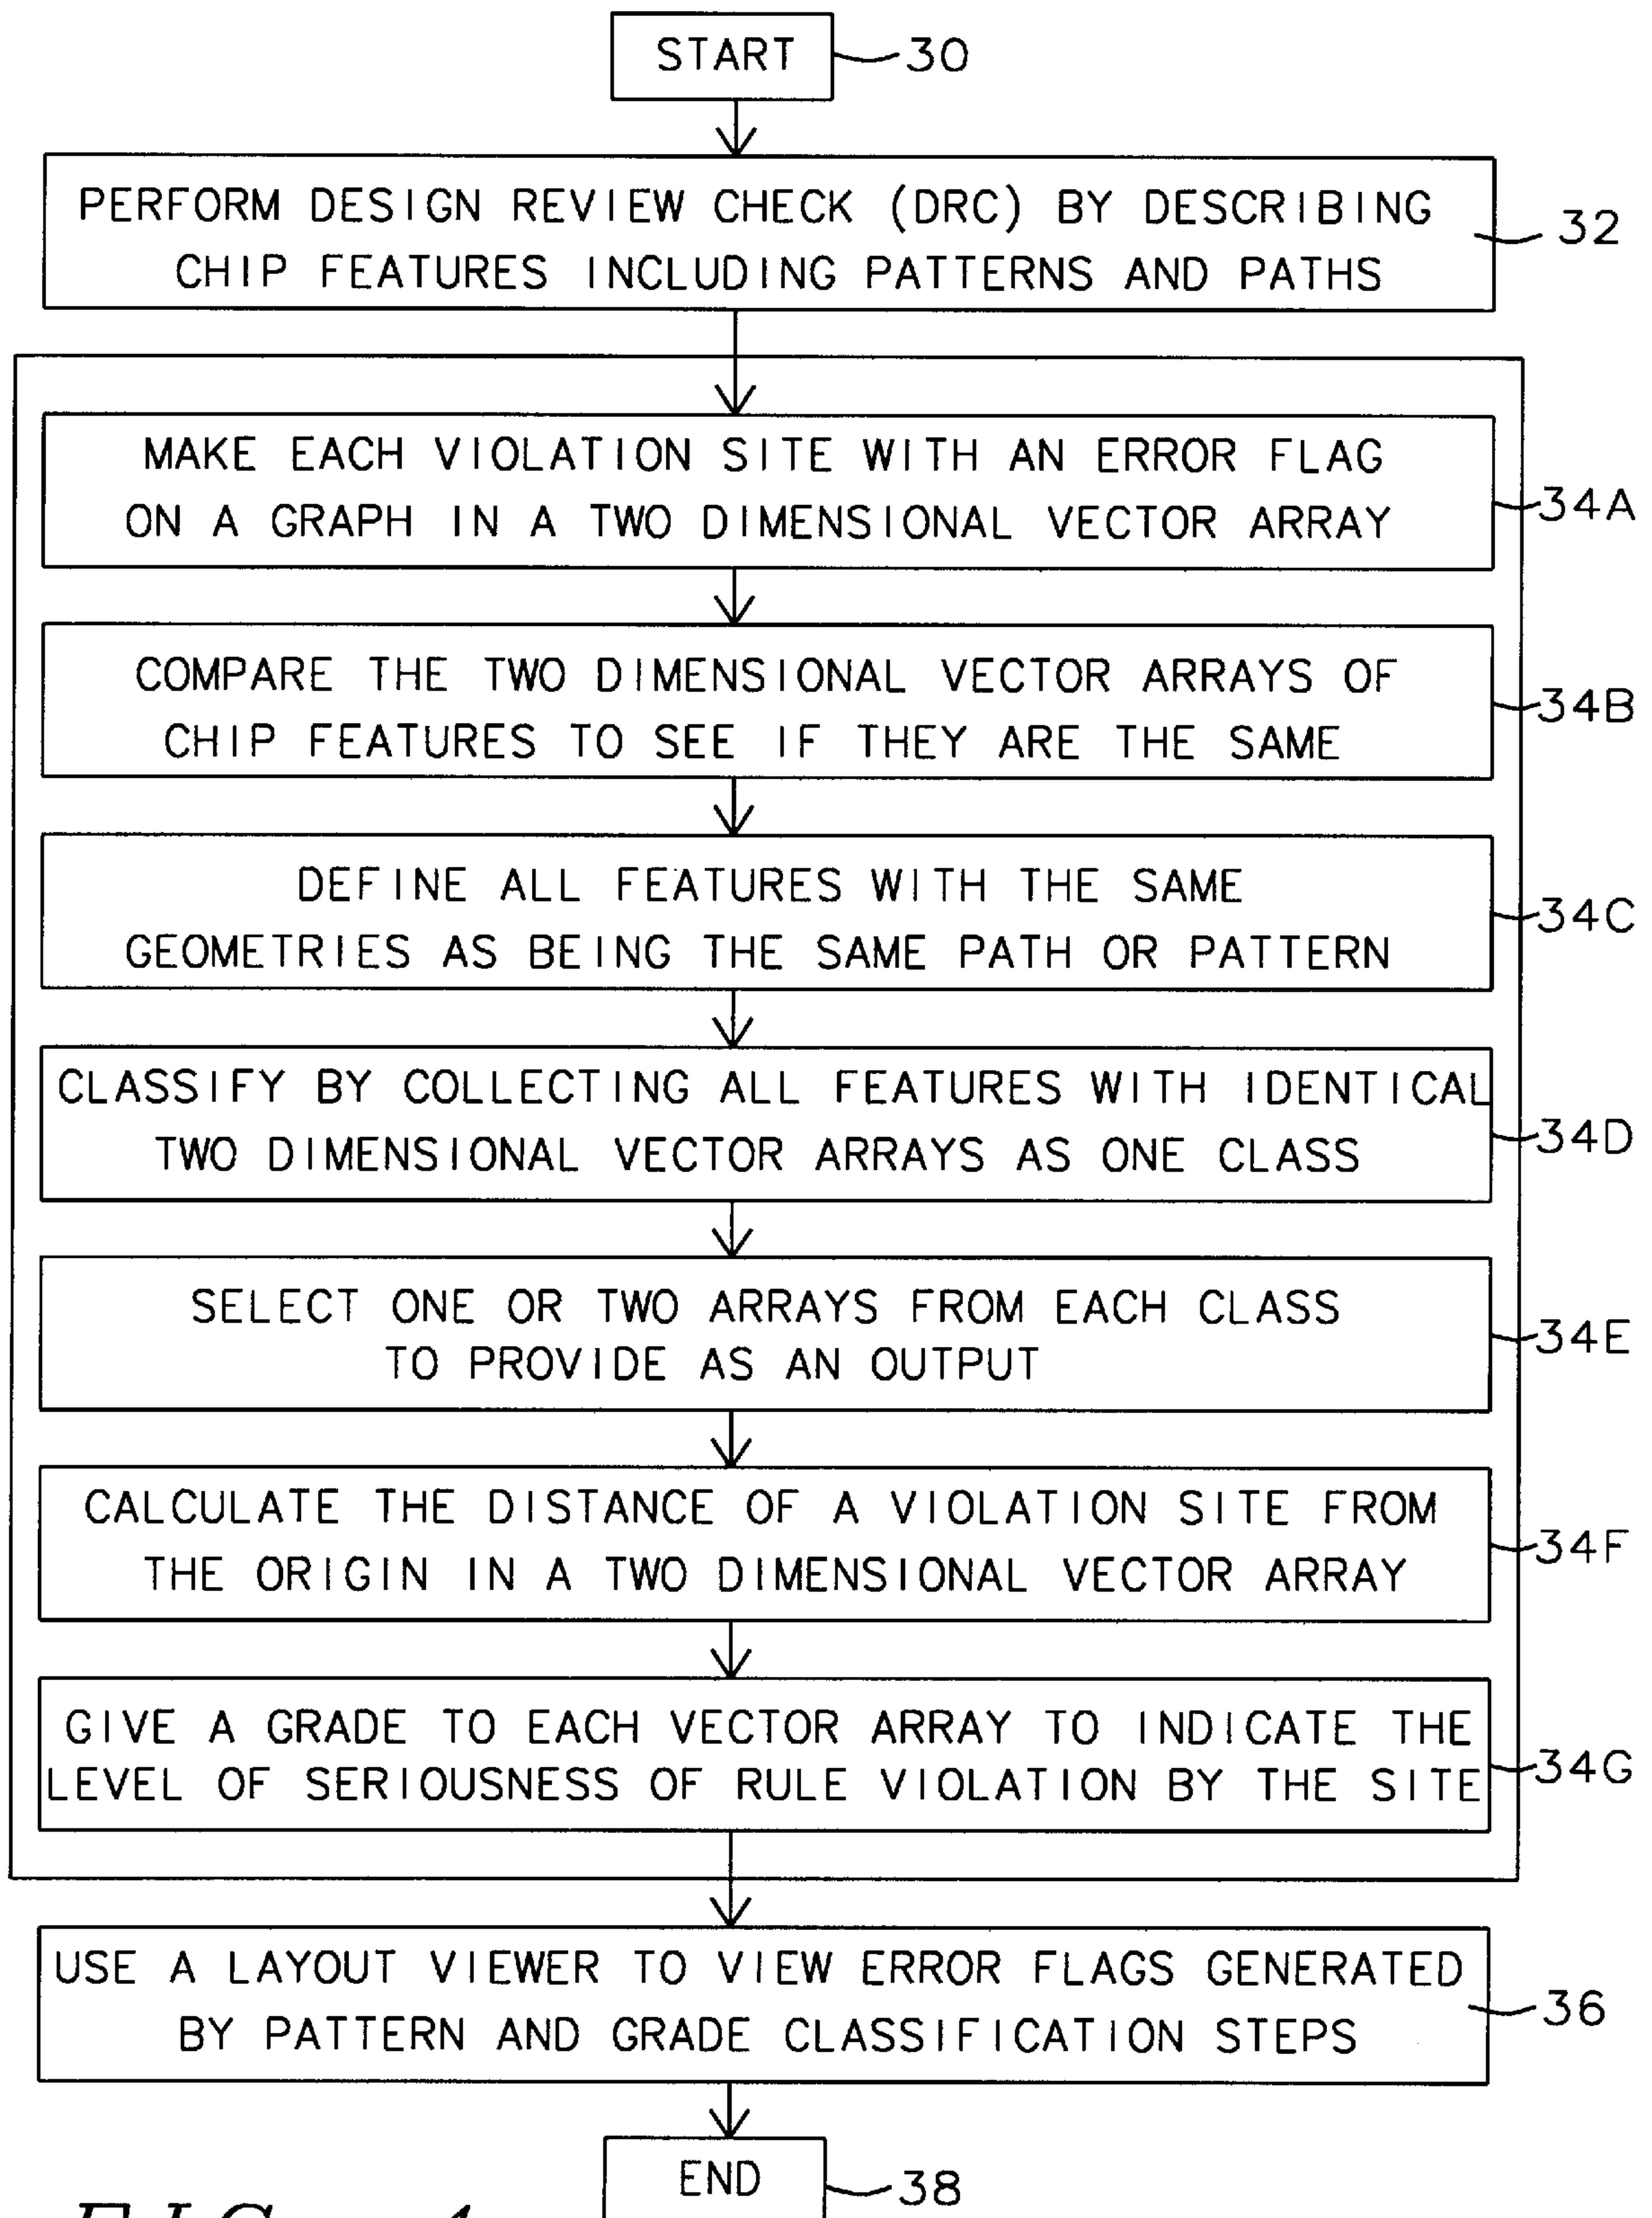 START
30
PERFORM DESIGN REVIEW CHECK (DRC) BY DESCRIBING
CHIP FEATURES INCLUDING PATTERNS AND PATHS
32
MAKE EACH VIOLATION SITE WITH AN ERROR FLAG
ON A GRAPH IN A TWO DIMENSIONAL VECTOR ARRAY
34A
COMPARE THE TWO DIMENSIONAL VECTOR ARRAYS OF
CHIP FEATURES TO SEE IF THEY ARE THE SAME
34B
DEFINE ALL FEATURES WITH THE SAME
GEOMETRIES AS BEING THE SAME PATH OR PATTERN
34C
CLASSIFY BY COLLECTING ALL FEATURES WITH IDENTICAL
TWO DIMENSIONAL VECTOR ARRAYS AS ONE CLASS
34D
SELECT ONE OR TWO ARRAYS FROM EACH CLASS
TO PROVIDE AS AN OUTPUT
34E
CALCULATE THE DISTANCE OF A VIOLATION SITE FROM
THE ORIGIN IN A TWO DIMENSIONAL VECTOR ARRAY
34F
GIVE A GRADE TO EACH VECTOR ARRAY TO INDICATE THE
LEVEL OF SERIOUSNESS OF RULE VIOLATION BY THE SITE
34G
USE A LAYOUT VIEWER TO VIEW ERROR FLAGS GENERATED
BY PATTERN AND GRADE CLASSIFICATION STEPS
36
END
38